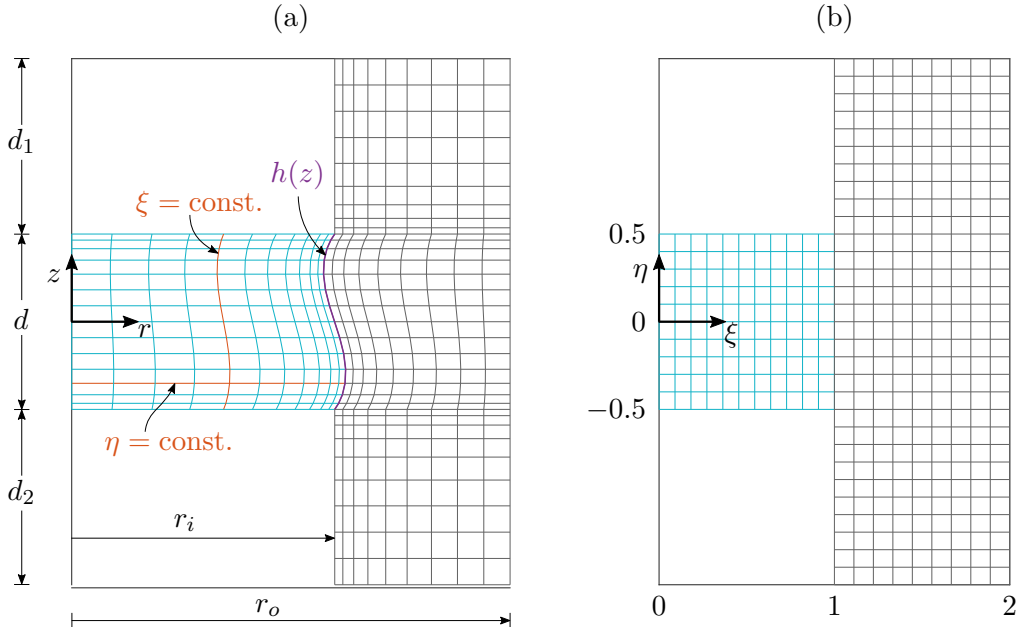 (a)
(b)
d₁
h(z)
ξ = const.
z
r
d
η = const.
d₂
rᵢ
rₒ
0.5
η
0
ξ
−0.5
0
1
2